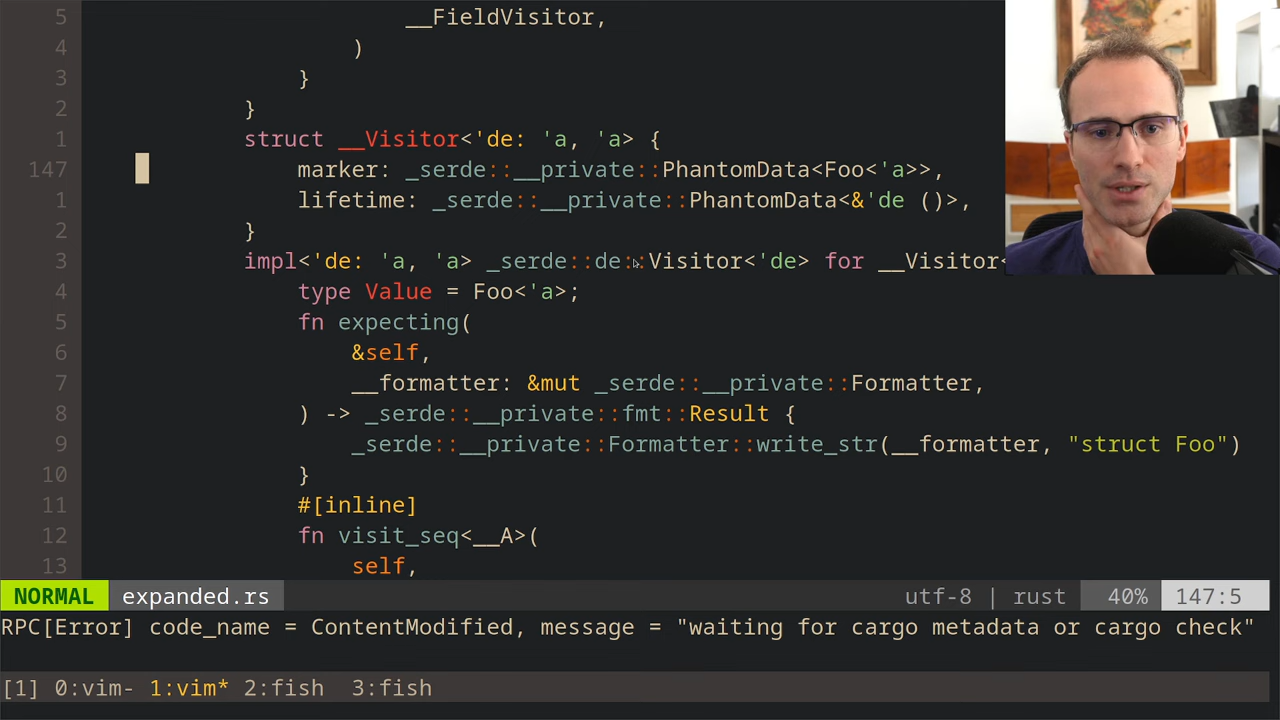 5 __FieldVisitor,
4 )
3 }
2 }
1 struct __Visitor<'de: 'a, 'a> {
147 marker: _serde::__private::PhantomData<Foo<'a>>,
1 lifetime: _serde::__private::PhantomData<&'de ()>,
2 }
3 impl<'de: 'a, 'a> _serde::de::Visitor<'de> for __Visitor<
4 type Value = Foo<'a>;
5 fn expecting(
6 &self,
7 __formatter: &mut _serde::__private::Formatter,
8 ) -> _serde::__private::fmt::Result {
9 _serde::__private::Formatter::write_str(__formatter, "struct Foo")
10 }
11 #[inline]
12 fn visit_seq<__A>(
13 self,
NORMAL expanded.rs utf-8 | rust 40% 147:5
RPC[Error] code_name = ContentModified, message = "waiting for cargo metadata or cargo check"
[1] 0:vim- 1:vim* 2:fish 3:fish